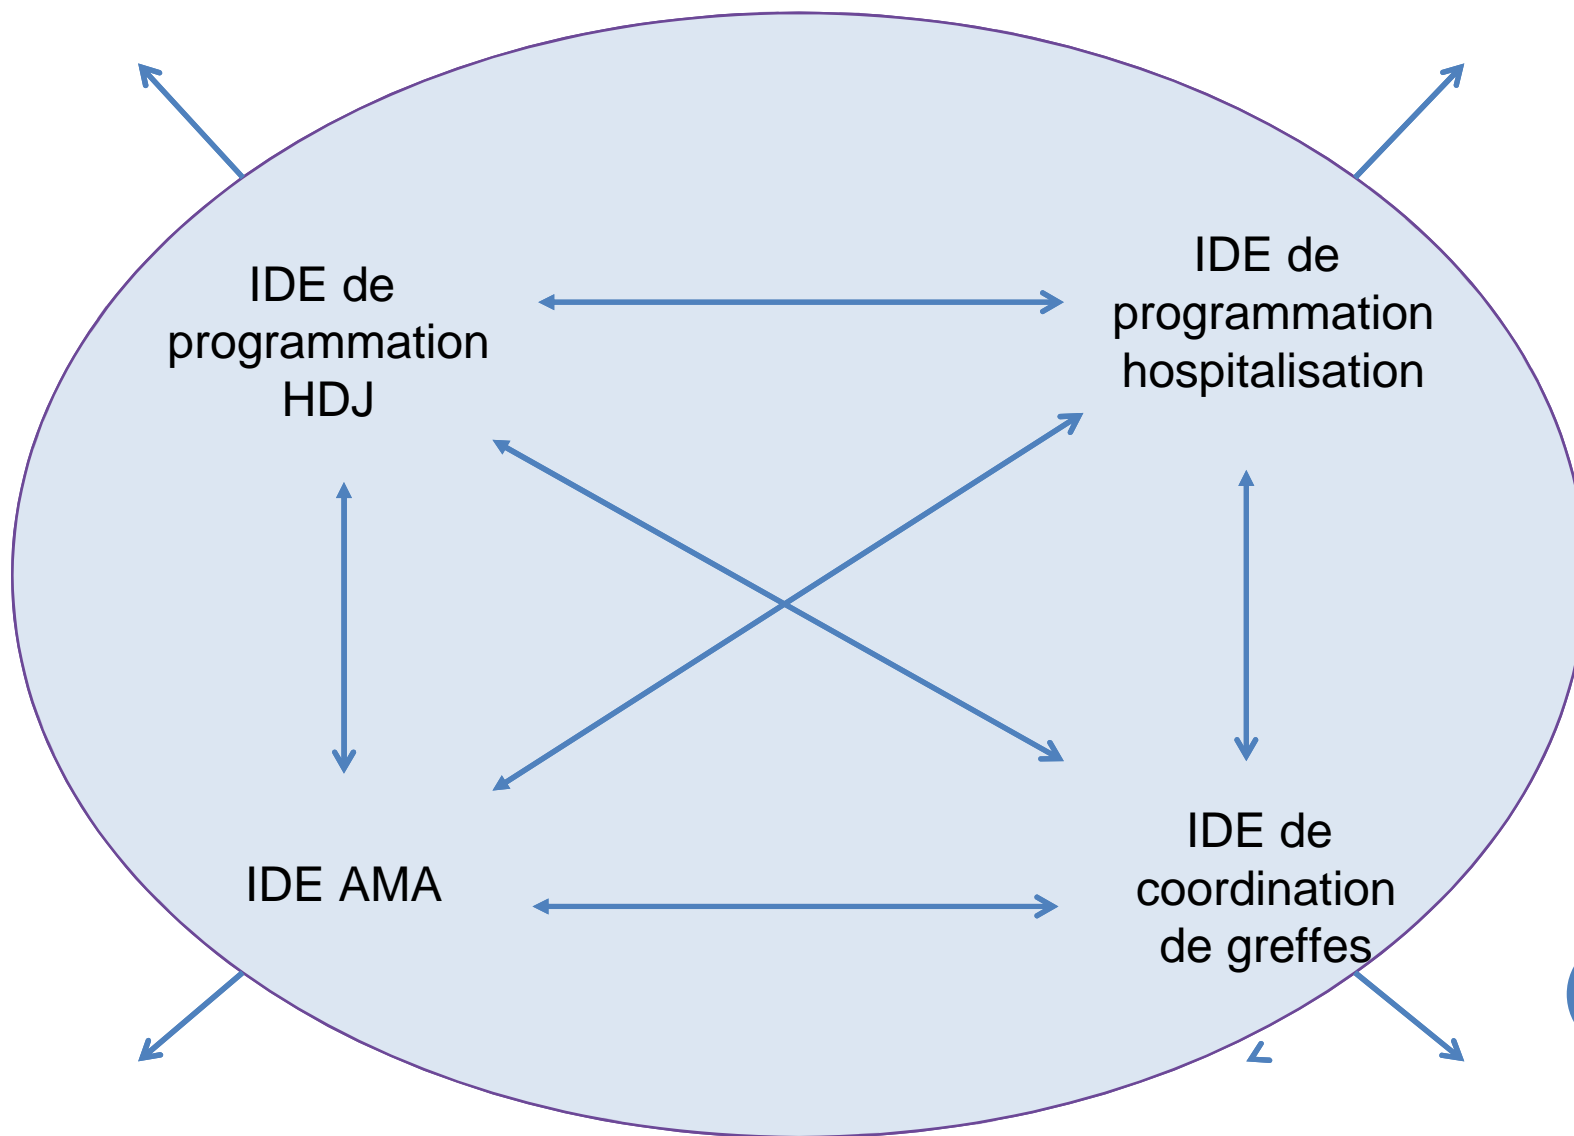 IDE de
programmation
HDJ
IDE de
programmation
hospitalisation
IDE AMA
IDE de
coordination
de greffes